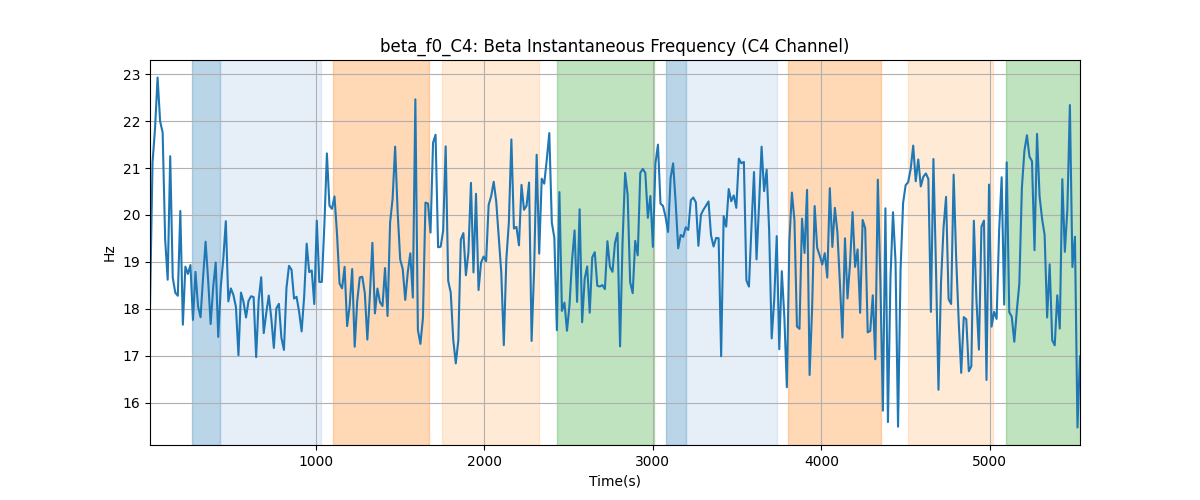 beta_f0_C4: Beta Instantaneous Frequency (C4 Channel)
Hz
23
22
21
20
19
18
17
16
1000 2000 3000 4000 5000
Time(s)